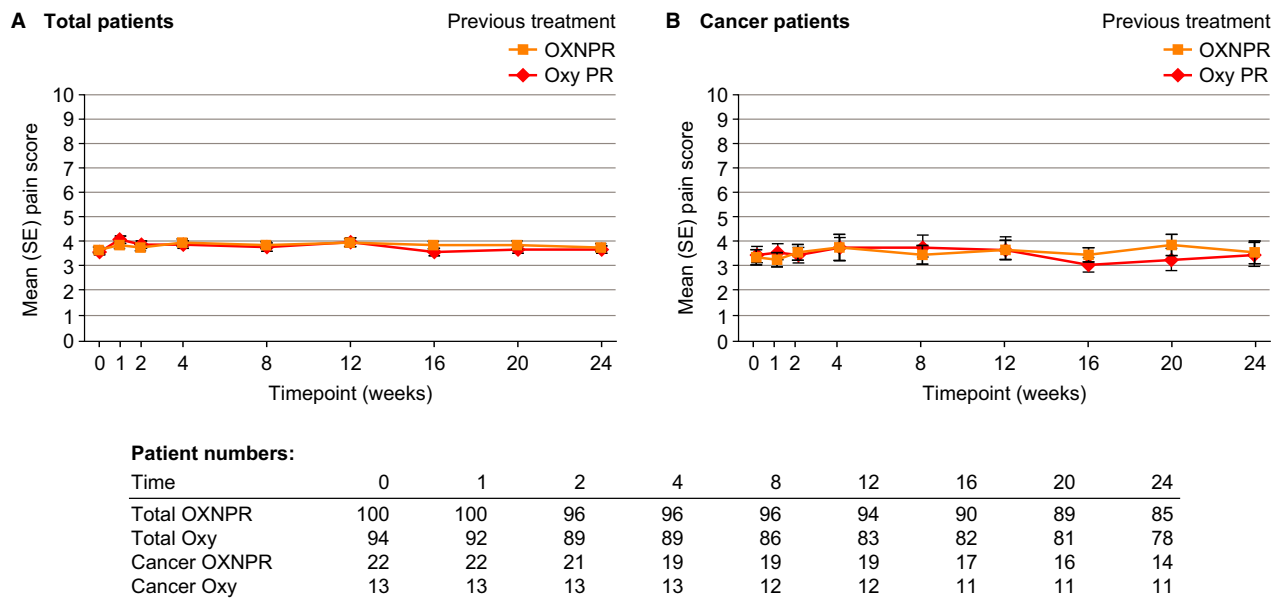 A Total patients
Previous treatment
OXNPR
Oxy PR
Mean (SE) pain score
10
9
8
7
6
5
4
3
2
1
0
0 1 2 4 8 12 16 20 24
Timepoint (weeks)
B Cancer patients
Previous treatment
OXNPR
Oxy PR
Mean (SE) pain score
10
9
8
7
6
5
4
3
2
1
0
0 1 2 4 8 12 16 20 24
Timepoint (weeks)
Patient numbers:
Time 0 1 2 4 8 12 16 20 24
Total OXNPR 100 100 96 96 96 94 90 89 85
Total Oxy 94 92 89 89 86 83 82 81 78
Cancer OXNPR 22 22 21 19 19 19 17 16 14
Cancer Oxy 13 13 13 13 12 12 11 11 11